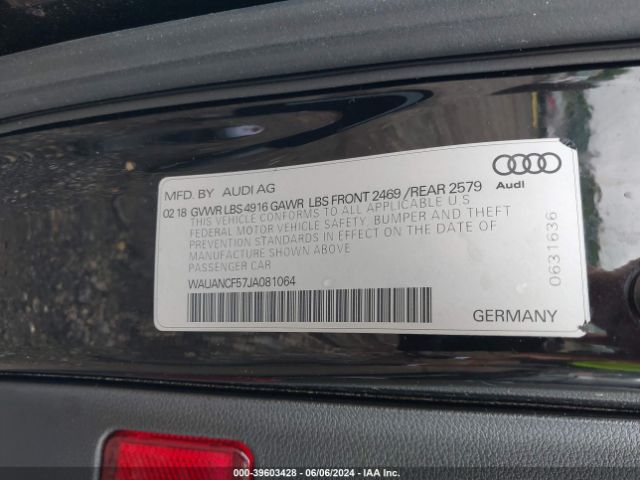 MFD. BY AUDI AG
02 18 GVWR LBS 4916 GAWR LBS FRONT 2469 / REAR 2579
THIS VEHICLE CONFORMS TO ALL APPLICABLE U.S.
FEDERAL MOTOR VEHICLE SAFETY, BUMPER AND THEFT
PREVENTION STANDARDS IN EFFECT ON THE DATE OF
MANUFACTURE SHOWN ABOVE.
PASSENGER CAR
WAUANCF57JA081064
Audi
0631636
GERMANY
IAA-39603428 - 06/06/2024 - IAAI.com